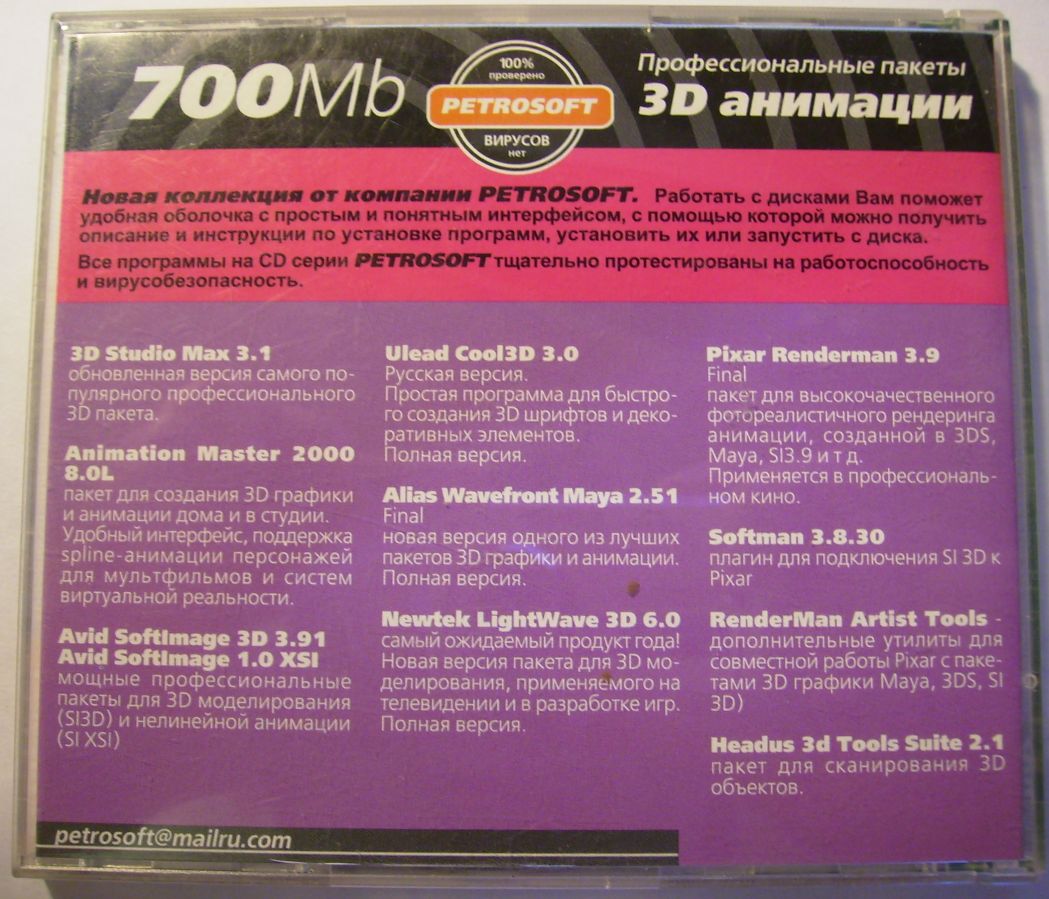 700Mb
100%
проверено
PETROSOFT
ВИРУСОВ
нет
Профессиональные пакеты
3D анимации
Новая коллекция от компании PETROSOFT. Работать с дисками Вам поможет
удобная оболочка с простым и понятным интерфейсом, с помощью которой можно получить
описание и инструкции по установке программ, установить их или запустить с диска.
Все программы на CD серии PETROSOFT тщательно протестированы на работоспособность
и вирусобезопасность.
3D Studio Max 3.1
обновленная версия самого по-
пулярного профессионального
3D пакета.
Animation Master 2000
8.0L
пакет для создания 3D графики
и анимации дома и в студии.
Удобный интерфейс, поддержка
spline-анимации персонажей
для мультфильмов и систем
виртуальной реальности.
Avid SoftImage 3D 3.91
Avid SoftImage 1.0 XSI
мощные профессиональные
пакеты для 3D моделирования
(SI3D) и нелинейной анимации
(SI XSI)
Ulead Cool3D 3.0
Русская версия.
Простая программа для быстро-
го создания 3D шрифтов и деко-
ративных элементов.
Полная версия.
Alias Wavefront Maya 2.51
Final
новая версия одного из лучших
пакетов 3D графики и анимации.
Полная версия.
Newtek LightWave 3D 6.0
самый ожидаемый продукт года!
Новая версия пакета для 3D мо-
делирования, применяемого на
телевидении и в разработке игр.
Полная версия.
Pixar Renderman 3.9
Final
пакет для высокочачественного
фотореалистичного рендеринга
анимации, созданной в 3DS,
Maya, SI3.9 и т д.
Применяется в профессиональ-
ном кино.
Softman 3.8.30
плагин для подключения SI 3D к
Pixar
RenderMan Artist Tools -
дополнительные утилиты для
совместной работы Pixar с паке-
тами 3D графики Maya, 3DS, SI
3D)
Headus 3d Tools Suite 2.1
пакет для сканирования 3D
объектов.
petrosoft@mailru.com